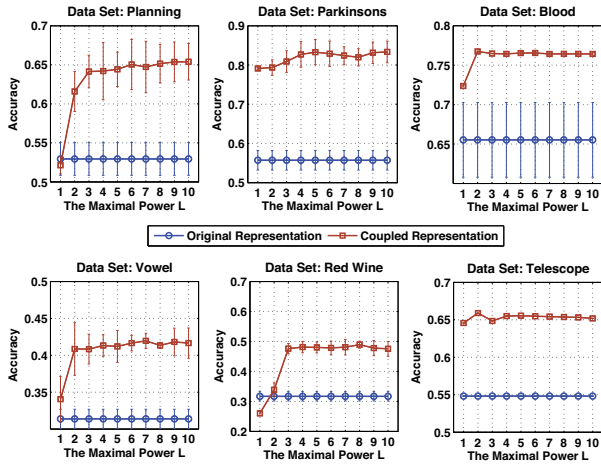 Data Set: Planning
0.7
0.65
0.6
0.55
0.5
Accuracy
1 2 3 4 5 6 7 8 9 10
The Maximal Power L
Data Set: Parkinsons
0.9
0.8
0.7
0.6
0.5
Accuracy
1 2 3 4 5 6 7 8 9 10
The Maximal Power L
Data Set: Blood
0.8
0.75
0.7
0.65
Accuracy
1 2 3 4 5 6 7 8 9 10
The Maximal Power L
Original Representation
Coupled Representation
Data Set: Vowel
0.5
0.45
0.4
0.35
Accuracy
1 2 3 4 5 6 7 8 9 10
The Maximal Power L
Data Set: Red Wine
0.7
0.6
0.5
0.4
0.3
0.2
Accuracy
1 2 3 4 5 6 7 8 9 10
The Maximal Power L
Data Set: Telescope
0.7
0.65
0.6
0.55
0.5
Accuracy
1 2 3 4 5 6 7 8 9 10
The Maximal Power L